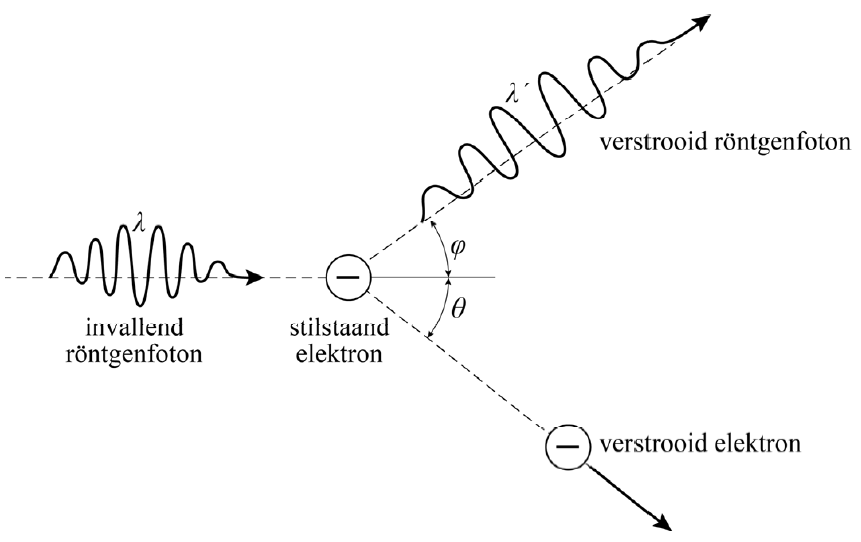 λ´
verstrooid röntgenfoton
λ
φ
θ
invallend
röntgenfoton
stilstaand
elektron
verstrooid elektron